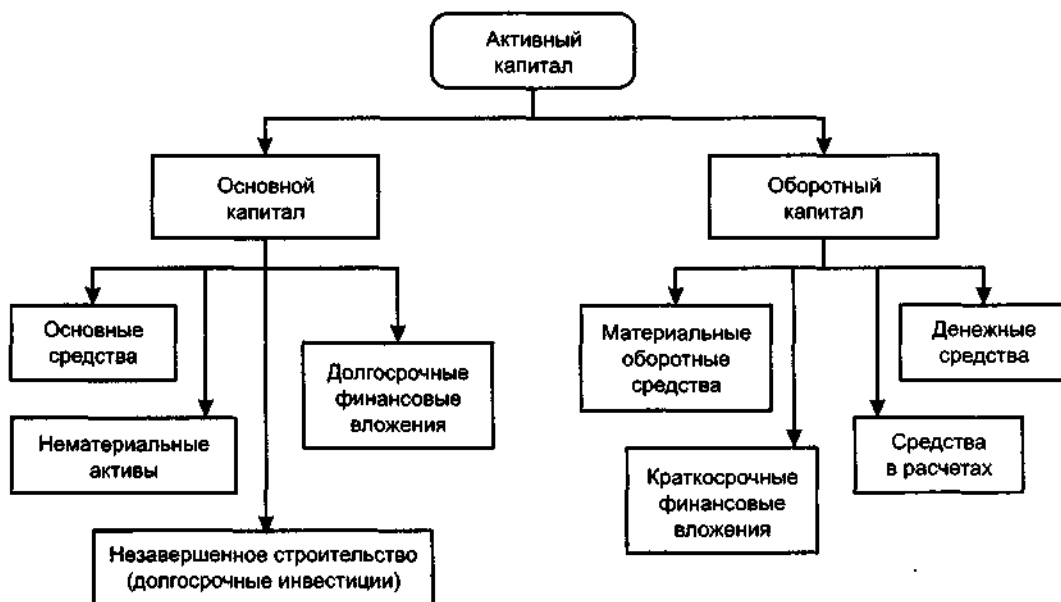 Активный
капитал
Основной
капитал
Оборотный
капитал
Основные
средства
Нематериальные
активы
Незавершенное строительство
(долгосрочные инвестиции)
Долгосрочные
финансовые
вложения
Материальные
оборотные
средства
Краткосрочные
финансовые
вложения
Средства
в расчетах
Денежные
средства